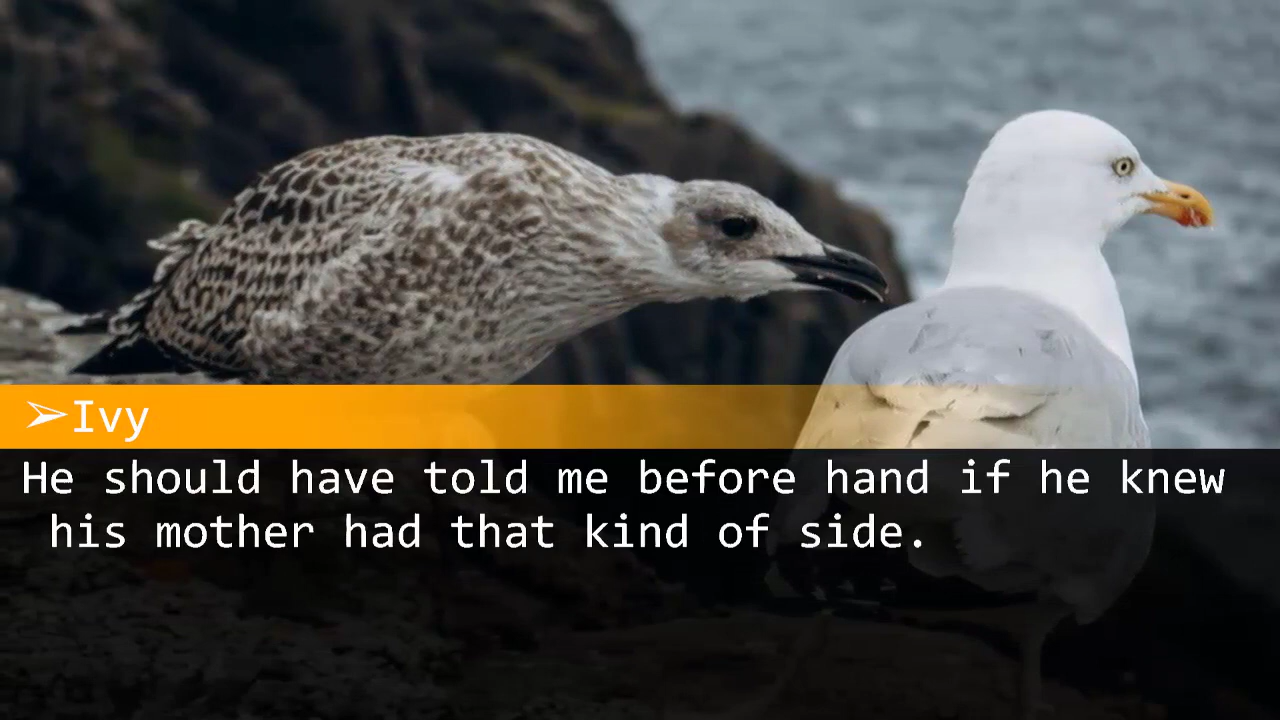 ➢Ivy
He should have told me before hand if he knew
his mother had that kind of side.